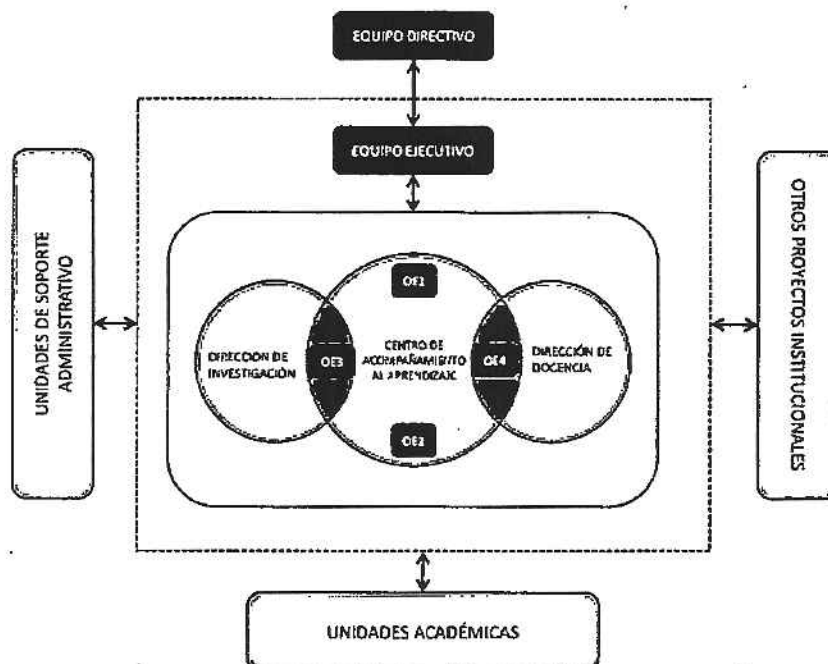 EQUIPO DIRECTIVO
EQUIPO EJECUTIVO
UNIDADES DE SOPORTE
ADMINISTRATIVO
OTROS PROYECTOS INSTITUCIONALES
OE1
DIRECCIÓN DE
INVESTIGACIÓN
OE3
CENTRO DE
ACOMPAÑAMIENTO
AL APRENDIZAJE
OE4
DIRECCIÓN DE
DOCENCIA
OE2
UNIDADES ACADÉMICAS